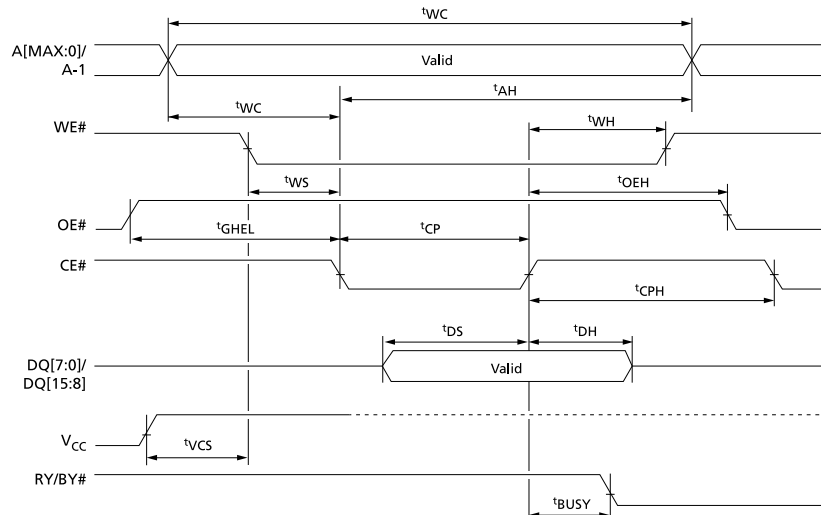 tWC
A[MAX:0]/
A-1
Valid
tAH
tWC
WE#
tWH
tWS
tOEH
OE#
tGHEL
tCP
CE#
tCPH
tDS
tDH
DQ[7:0]/
DQ[15:8]
Valid
VCC
tVCS
RY/BY#
tBUSY